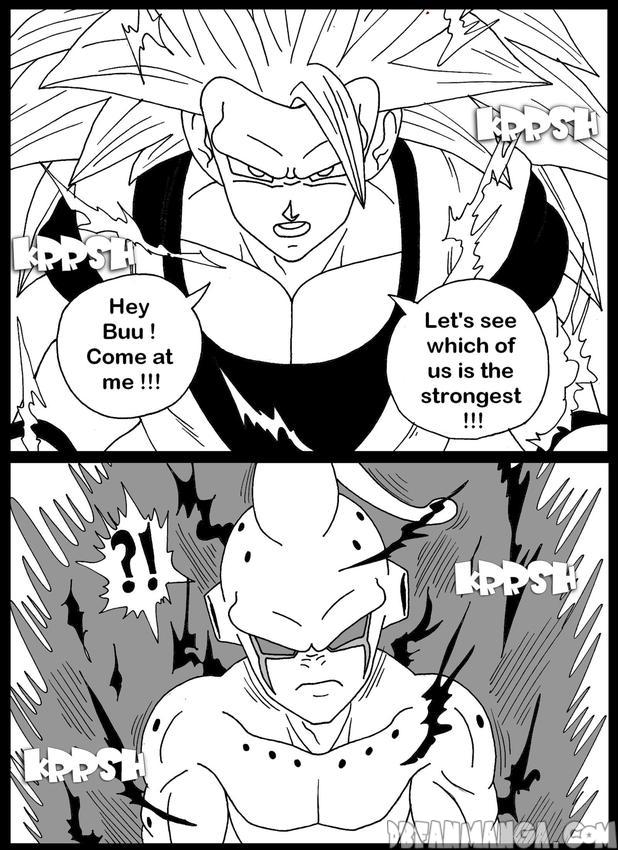 KRRSH
KRRSH
Hey
Buu !
Come at
me !!!
Let's see
which of
us is the
strongest
!!!
?!
KRRSH
KRRSH
DBFANMANGA.COM